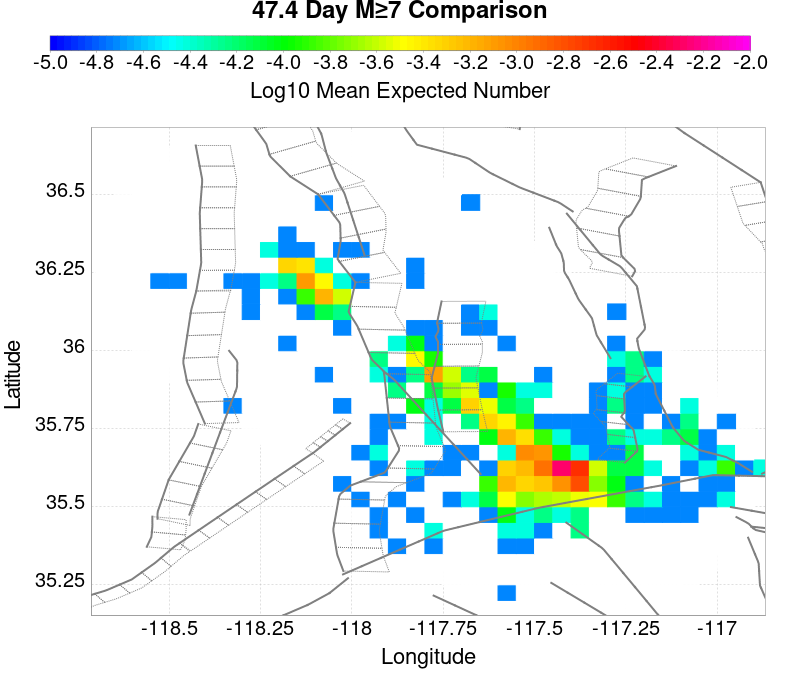 47.4 Day M≥7 Comparison
-5.0 -4.8 -4.6 -4.4 -4.2 -4.0 -3.8 -3.6 -3.4 -3.2 -3.0 -2.8 -2.6 -2.4 -2.2 -2.0
Log10 Mean Expected Number
36.5
36.25
36
35.75
35.5
35.25
Latitude
-118.5 -118.25 -118 -117.75 -117.5 -117.25 -117
Longitude